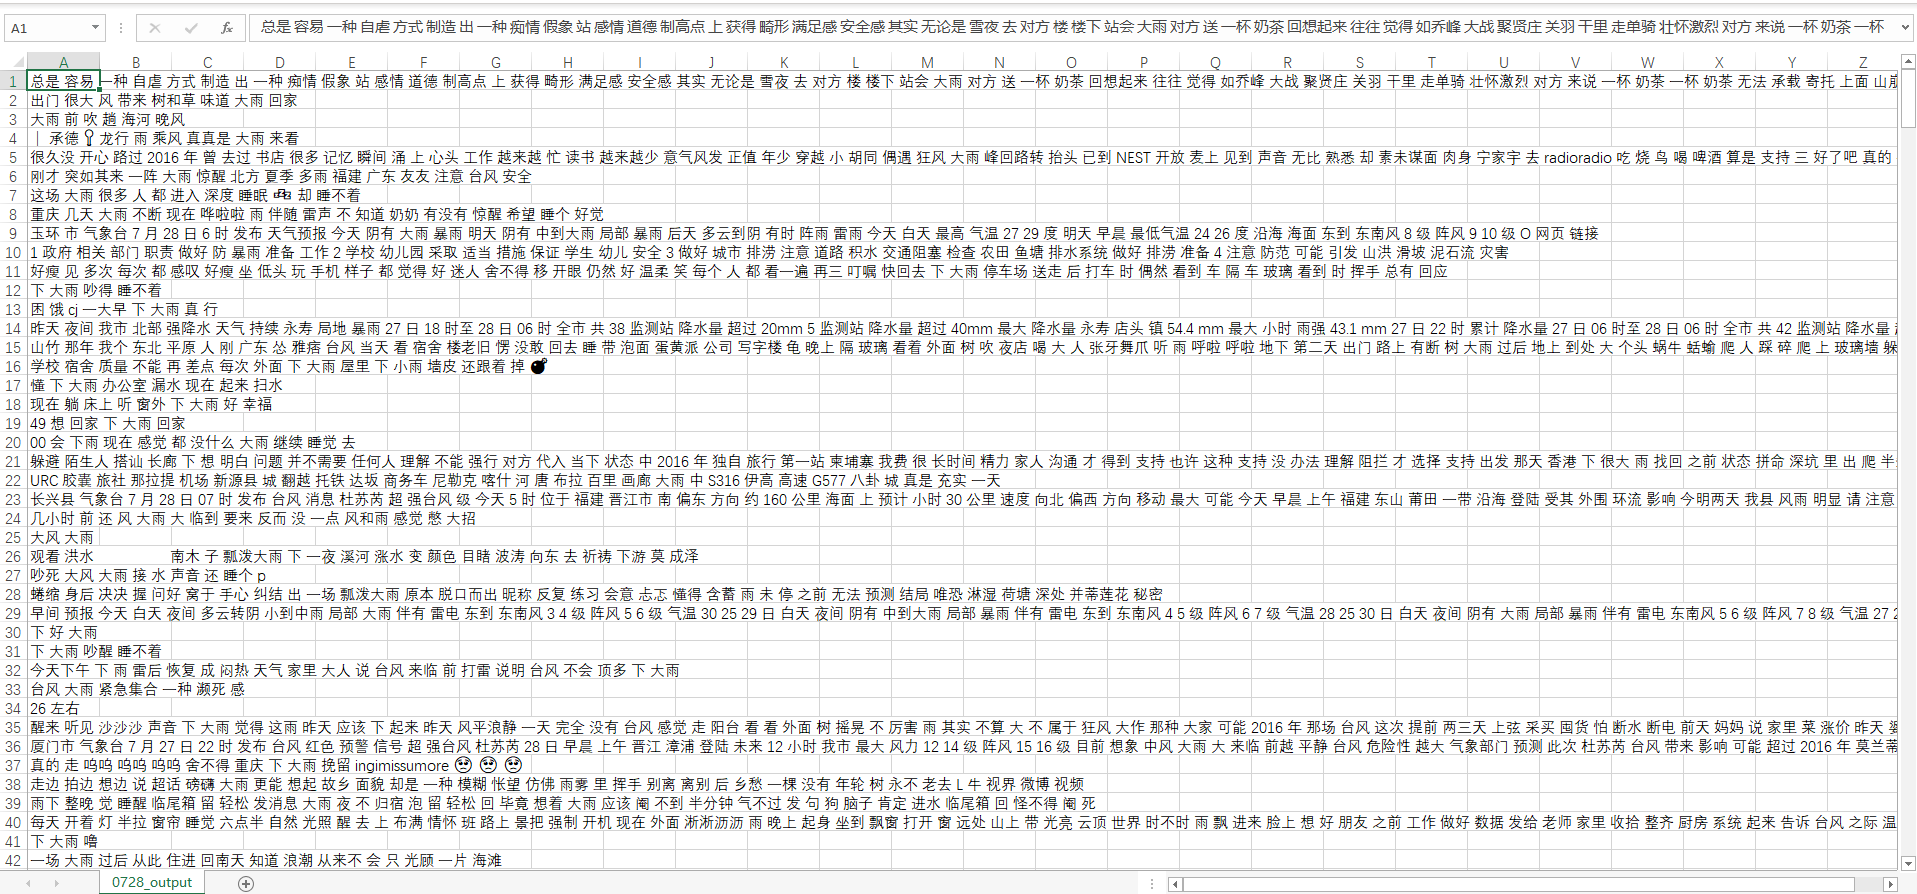 A1 fx 总是 容易 一种 自虐 方式 制造 出 一种 痴情 假象 站 感情 道德 制高点 上 获得 畸形 满足感 安全感 其实 无论是 雪夜 去 对方 楼 楼下 站会 大雨 对方 送 一杯 奶茶 回想起来 往往 觉得 如乔峰 大战 聚贤庄 关羽 千里 走单骑 壮怀激烈 对方 来说 一杯 奶茶 一杯
A B C D E F G H I J K L M N O P Q R S T U V W X Y Z
1 总是 容易 一种 自虐 方式 制造 出 一种 痴情 假象 站 感情 道德 制高点 上 获得 畸形 满足感 安全感 其实 无论是 雪夜 去 对方 楼 楼下 站会 大雨 对方 送 一杯 奶茶 回想起来 往往 觉得 如乔峰 大战 聚贤庄 关羽 千里 走单骑 壮怀激烈 对方 来说 一杯 奶茶 一杯 奶茶 无法 承载 寄托 上面 山崩
2 出门 很大 风 带来 树和草 味道 大雨 回家
3 大雨 前 吹 趟 海河 晚风
4 | 承德 龙行 雨 乘风 真真是 大雨 来看
5 很久没 开心 路过 2016 年 曾 去过 书店 很多 记忆 瞬间 涌 上 心头 工作 越来越 忙 读书 越来越少 意气风发 正值 年少 穿越 小 胡同 偶遇 狂风 大雨 峰回路转 抬头 已到 NEST 开放 麦上 见到 声音 无比 熟悉 却 素未谋面 肉身 宁家宇 去 radioradio 吃 烧 鸟 喝 啤酒 算是 支持 三 好了吧 真的
6 刚才 突如其来 一阵 大雨 惊醒 北方 夏季 多雨 福建 广东 友友 注意 台风 安全
7 这场 大雨 很多 人 都 进入 深度 睡眠 💤 却 睡不着
8 重庆 几天 大雨 不断 现在 哗啦啦 雨 伴随 雷声 不 知道 奶奶 有没有 惊醒 希望 睡个 好觉
9 玉环 市 气象台 7 月 28 日 6 时 发布 天气预报 今天 阴有 大雨 暴雨 明天 阴有 中到大雨 局部 暴雨 后天 多云到阴 有时 阵雨 雷雨 今天 白天 最高 气温 27 29 度 明天 早晨 最低气温 24 26 度 沿海 海面 东到 东南风 8 级 阵风 9 10 级 O 网页 链接
10 1 政府 相关 部门 职责 做好 防 暴雨 准备 工作 2 学校 幼儿园 采取 适当 措施 保证 学生 幼儿 安全 3 做好 城市 排涝 注意 道路 积水 交通阻塞 检查 农田 鱼塘 排水系统 做好 排涝 准备 4 注意 防范 可能 引发 山洪 滑坡 泥石流 灾害
11 好瘦 见 多次 每次 都 感叹 好瘦 坐 低头 玩 手机 样子 都 觉得 好 迷人 舍不得 移 开眼 仍然 好 温柔 笑 每个 人 都 看一遍 再三 叮嘱 快回去 下 大雨 停车场 送走 后 打车 时 偶然 看到 车 隔 车 玻璃 看到 时 挥手 总有 回应
12 下 大雨 吵得 睡不着
13 困 饿 cj 一大早 下 大雨 真 行
14 昨天 夜间 我市 北部 强降水 天气 持续 永寿 局地 暴雨 27 日 18 时至 28 日 06 时 全市 共 38 监测站 降水量 超过 20mm 5 监测站 降水量 超过 40mm 最大 降水量 永寿 店头 镇 54.4 mm 最大 小时 雨强 43.1 mm 27 日 22 时 累计 降水量 27 日 06 时至 28 日 06 时 全市 共 42 监测站 降水量
15 山竹 那年 我个 东北 平原 人 刚 广东 怂 雅痞 台风 当天 看 宿舍 楼老旧 愣 没敢 回去 睡 带 泡面 蛋黄派 公司 写字楼 龟 晚上 隔 玻璃 看着 外面 树 吹 夜店 喝 大 人 张牙舞爪 听 雨 呼啦 呼啦 地下 第二天 出门 路上 有断 树 大雨 过后 地上 到处 大 个头 蜗牛 蛞蝓 爬 人 踩 碎 爬 上 玻璃墙 躲
16 学校 宿舍 质量 不能 再 差点 每次 外面 下 大雨 屋里 下 小雨 墙皮 还跟着 掉 💣
17 懂 下 大雨 办公室 漏水 现在 起来 扫水
18 现在 躺 床上 听 窗外 下 大雨 好 幸福
19 49 想 回家 下 大雨 回家
20 00 会 下雨 现在 感觉 都 没什么 大雨 继续 睡觉 去
21 躲避 陌生人 搭讪 长廊 下 想 明白 问题 并不需要 任何人 理解 不能 强行 对方 代入 当下 状态 中 2016 年 独自 旅行 第一站 柬埔寨 我费 很 长时间 精力 家人 沟通 才 得到 支持 也许 这种 支持 没 办法 理解 阻拦 才 选择 支持 出发 那天 香港 下 很大 雨 找回 之前 状态 拼命 深坑 里 出 爬 半
22 URC 胶囊 旅社 那拉提 机场 新源县 城 翻越 托铁 达坂 商务车 尼勒克 喀什 河 唐 布拉 百里 画廊 大雨 中 S316 伊高 高速 G577 八卦 城 真是 充实 一天
23 长兴县 气象台 7 月 28 日 07 时 发布 台风 消息 杜苏芮 超 强台风 级 今天 5 时 位于 福建 晋江市 南 偏东 方向 约 160 公里 海面 上 预计 小时 30 公里 速度 向北 偏西 方向 移动 最大 可能 今天 早晨 上午 福建 东山 莆田 一带 沿海 登陆 受其 外围 环流 影响 今明两天 我县 风雨 明显 请 注意
24 几小时 前 还 风 大雨 大 临到 要来 反而 没 一点 风和雨 感觉 憋 大招
25 大风 大雨
26 观看 洪水 南木 子 瓢泼大雨 下 一夜 溪河 涨水 变 颜色 目睹 波涛 向东 去 祈祷 下游 莫 成泽
27 吵死 大风 大雨 接 水 声音 还 睡个 p
28 蜷缩 身后 决决 握 问好 窝于 手心 纠结 出 一场 瓢泼大雨 原本 脱口而出 昵称 反复 练习 会意 忐忑 懂得 含蓄 雨 未 停 之前 无法 预测 结局 唯恐 淋湿 荷塘 深处 并蒂莲花 秘密
29 早间 预报 今天 白天 夜间 多云转阴 小到中雨 局部 大雨 伴有 雷电 东到 东南风 3 4 级 阵风 5 6 级 气温 30 25 29 日 白天 夜间 阴有 中到大雨 局部 暴雨 伴有 雷电 东到 东南风 4 5 级 阵风 6 7 级 气温 28 25 30 日 白天 夜间 阴有 大雨 局部 暴雨 伴有 雷电 东南风 5 6 级 阵风 7 8 级 气温 27 2
30 下 好 大雨
31 下 大雨 吵醒 睡不着
32 今天下午 下 雨 雷后 恢复 成 闷热 天气 家里 大人 说 台风 来临 前 打雷 说明 台风 不会 顶多 下 大雨
33 台风 大雨 紧急集合 一种 濒死 感
34 26 左右
35 醒来 听见 沙沙沙 声音 下 大雨 觉得 这雨 昨天 应该 下 起来 昨天 风平浪静 一天 完全 没有 台风 感觉 走 阳台 看 看 外面 树 摇晃 不 厉害 雨 其实 不算 大 不 属于 狂风 大作 那种 大家 可能 2016 年 那场 台风 这次 提前 两三天 上弦 采买 囤货 怕 断水 断电 前天 妈妈 说 家里 菜 涨价 昨天
36 厦门市 气象台 7 月 27 日 22 时 发布 台风 红色 预警 信号 超 强台风 杜苏芮 28 日 早晨 上午 晋江 漳浦 登陆 未来 12 小时 我市 最大 风力 12 14 级 阵风 15 16 级 目前 想象 中风 大雨 大 来临 前越 平静 台风 危险性 越大 气象部门 预测 此次 杜苏芮 台风 带来 影响 可能 超过 2016 年 莫兰蒂
37 真的 走 呜呜 呜呜 呜呜 舍不得 重庆 下 大雨 挽留 ingimissumore 🥺 🥺 🥺
38 走边 拍边 想边 说 超话 磅礴 大雨 更能 想起 故乡 面貌 却是 一种 模糊 怅望 仿佛 雨雾 里 挥手 别离 离别 后 乡愁 一棵 没有 年轮 树 永不 老去 L 牛 视界 微博 视频
39 雨下 整晚 觉 睡醒 临尾箱 留 轻松 发消息 大雨 夜 不 归宿 泡 留 轻松 回 毕竟 想着 大雨 应该 阉 不到 半分钟 气不过 发 句 狗 脑子 肯定 进水 临尾箱 回 怪不得 阉 死
40 每天 开着 灯 半拉 窗帘 睡觉 六点半 自然 光照 醒 去 上 布满 情怀 班 路上 景把 强制 开机 现在 外面 淅淅沥沥 雨 晚上 起身 坐到 飘窗 打开 窗 远处 山上 带 光亮 云顶 世界 时不时 雨 飘 进来 脸上 想 好 朋友 之前 工作 做好 数据 发给 老师 家里 收拾 整齐 厨房 系统 起来 告诉 台风 之际 温
41 下 大雨 噜
42 一场 大雨 过后 从此 住进 回南天 知道 浪潮 从来不 会 只 光顾 一片 海滩
0728_output